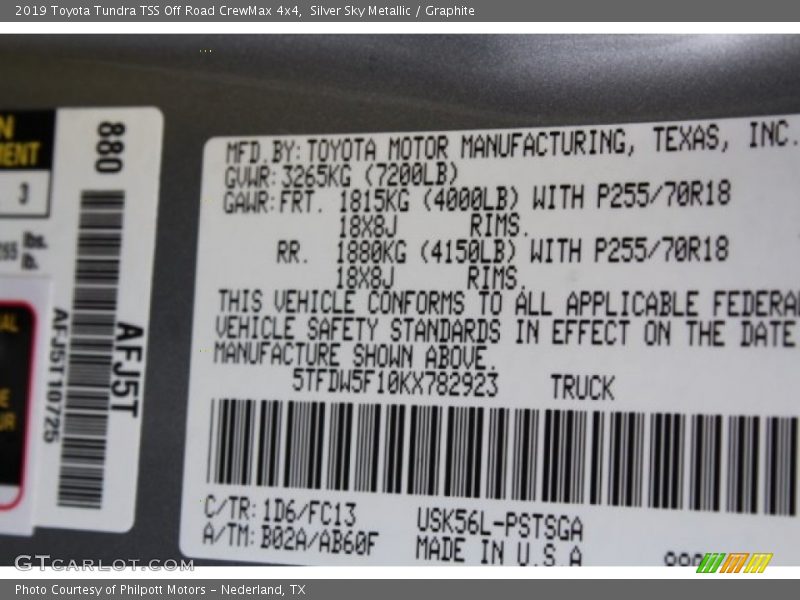 2019 Toyota Tundra TSS Off Road CrewMax 4x4,  Silver Sky Metallic / Graphite
3
lbs.
lb.
880
AFJ5T
AFJ5T10725
MFD.BY:TOYOTA MOTOR MANUFACTURING, TEXAS, INC.
GVWR:3265KG (7200LB)
GAWR:FRT. 1815KG (4000LB) WITH P255/70R18
18X8J RIMS.
RR. 1880KG (4150LB) WITH P255/70R18
18X8J RIMS.
THIS VEHICLE CONFORMS TO ALL APPLICABLE FEDERAL
VEHICLE SAFETY STANDARDS IN EFFECT ON THE DATE
MANUFACTURE SHOWN ABOVE.
5TFDW5F10KX782923 TRUCK
C/TR:1D6/FC13 USK56L-PSTSGA
A/TM:B02A/AB60F MADE IN U.S A
GTCARLOT.COM
Photo Courtesy of Philpott Motors - Nederland, TX